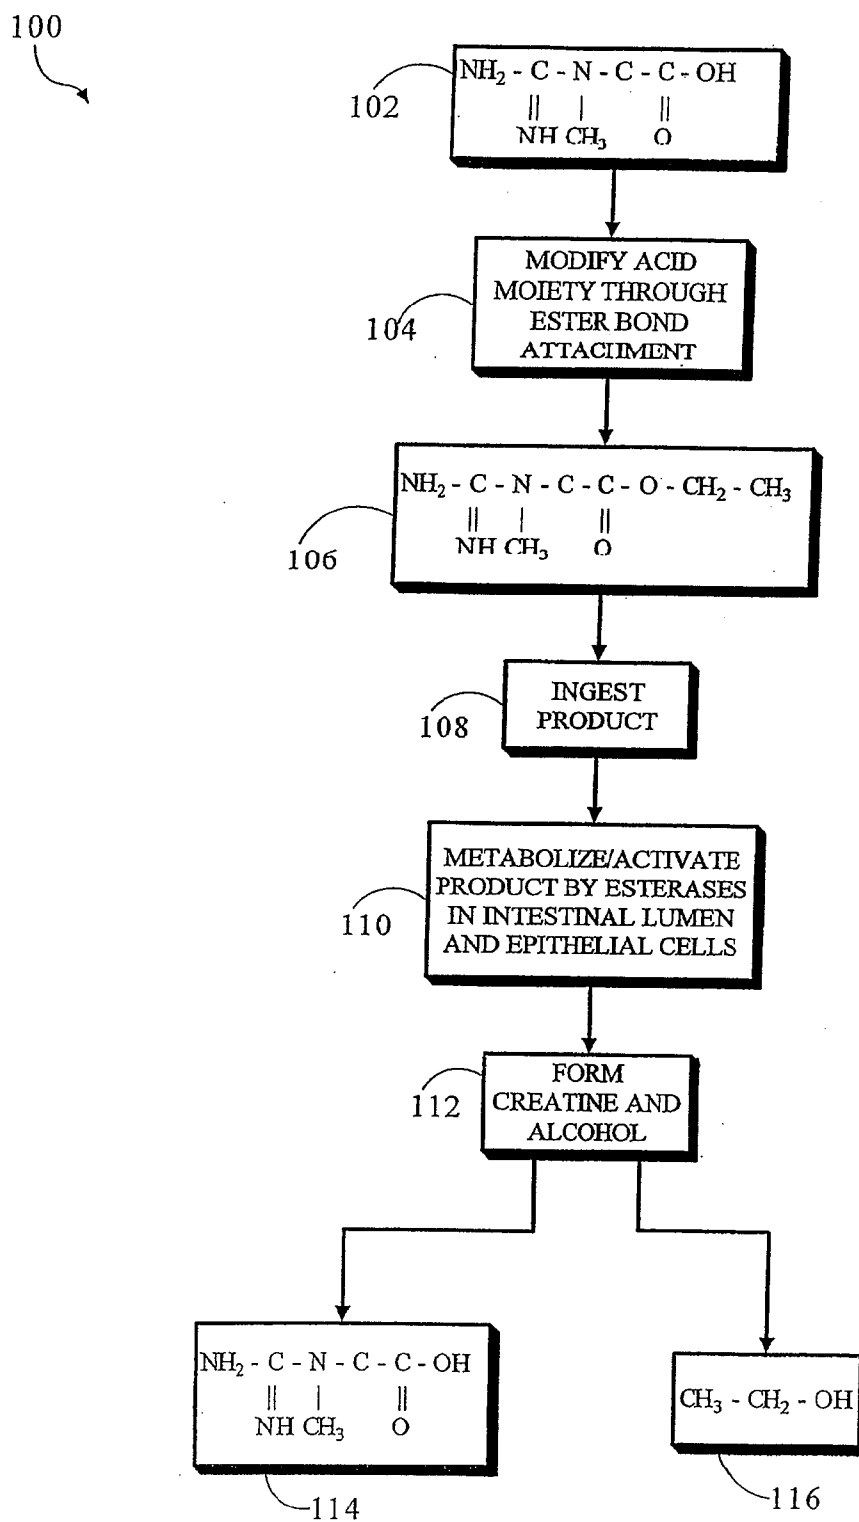 100
NH₂ - C - N - C - C - OH
|| | ||
NH CH₃ O
102
MODIFY ACID
MOIETY THROUGH
ESTER BOND
ATTACHMENT
104
NH₂ - C - N - C - C - O - CH₂ - CH₃
|| | ||
NH CH₃ O
106
INGEST
PRODUCT
108
METABOLIZE/ACTIVATE
PRODUCT BY ESTERASES
IN INTESTINAL LUMEN
AND EPITHELIAL CELLS
110
FORM
CREATINE AND
ALCOHOL
112
NH₂ - C - N - C - C - OH
|| | ||
NH CH₃ O
114
CH₃ - CH₂ - OH
116